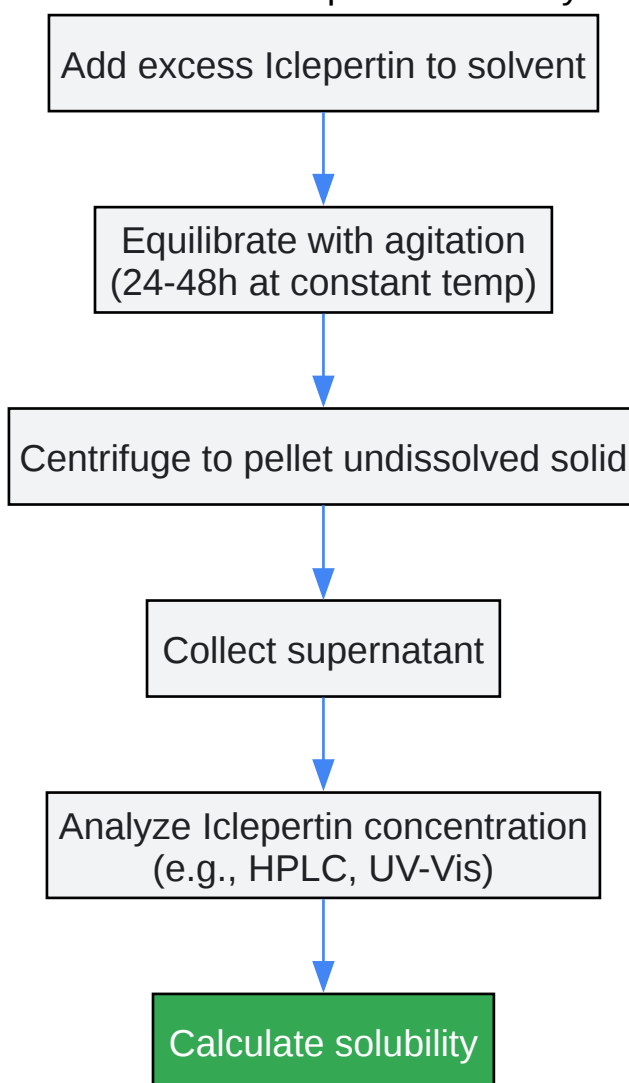 Add excess Iclepertin to solvent
Equilibrate with agitation
(24-48h at constant temp)
Centrifuge to pellet undissolved solid
Collect supernatant
Analyze Iclepertin concentration
(e.g., HPLC, UV-Vis)
Calculate solubility